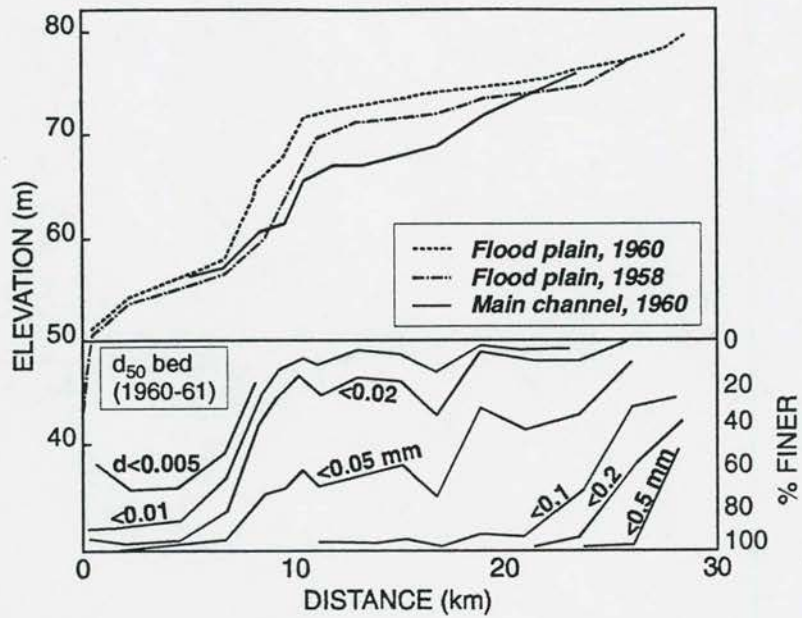 80
70
60
50
40
ELEVATION (m)
Flood plain, 1960
Flood plain, 1958
Main channel, 1960
d50 bed
(1960-61)
d<0.005
<0.01
<0.02
<0.05 mm
<0.1
<0.2
<0.5 mm
0
20
40
60
80
100
% FINER
0
10
20
30
DISTANCE (km)